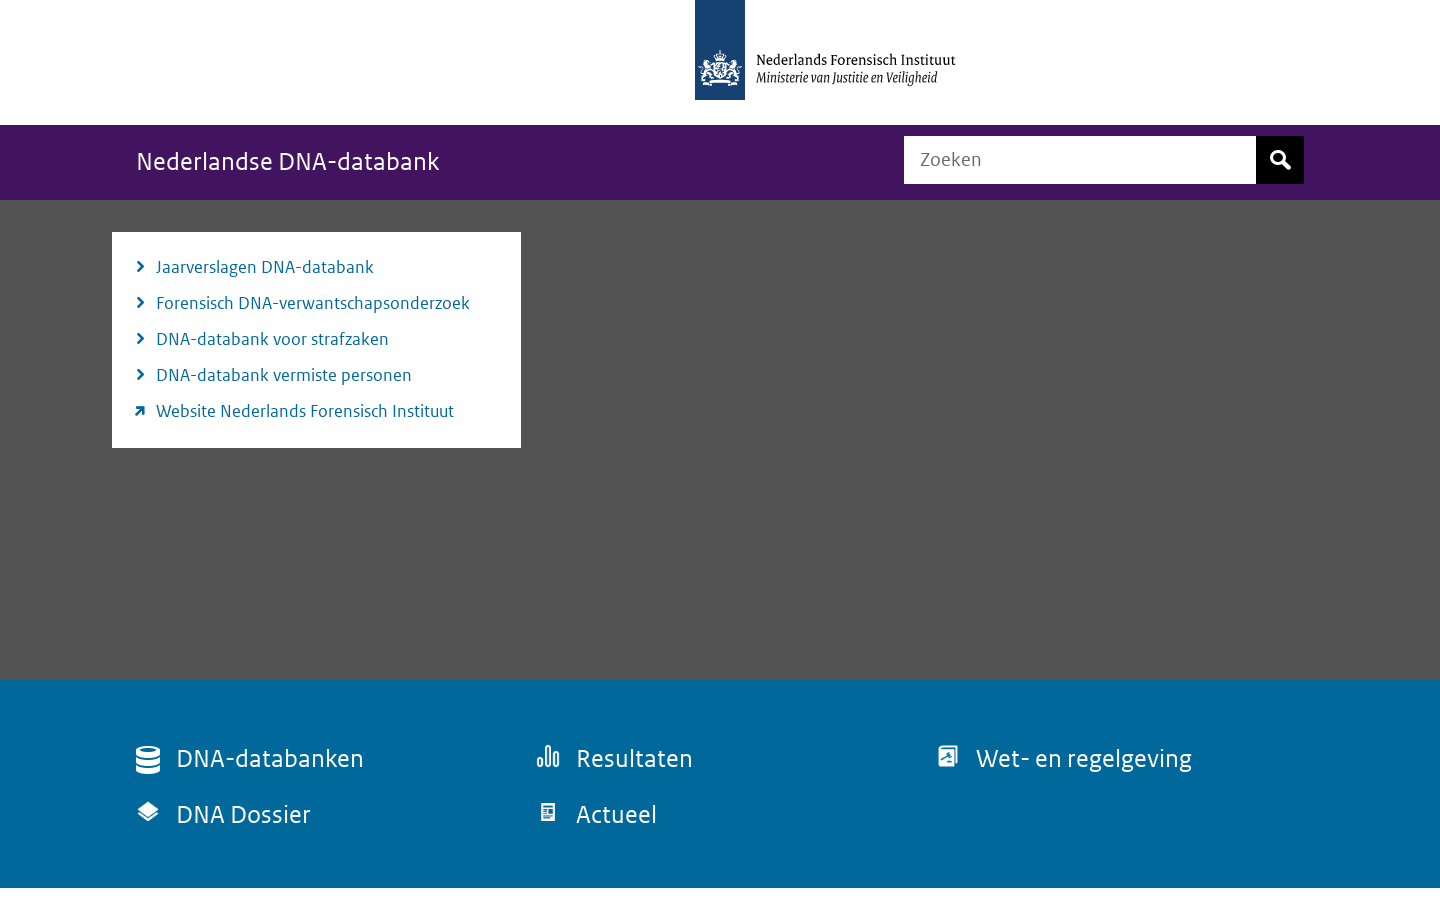 Nederlands Forensisch Instituut
Ministerie van Justitie en Veiligheid
Nederlandse DNA-databank
Zoeken
Jaarverslagen DNA-databank
Forensisch DNA-verwantschapsonderzoek
DNA-databank voor strafzaken
DNA-databank vermiste personen
Website Nederlands Forensisch Instituut
DNA-databanken
Resultaten
Wet- en regelgeving
DNA Dossier
Actueel